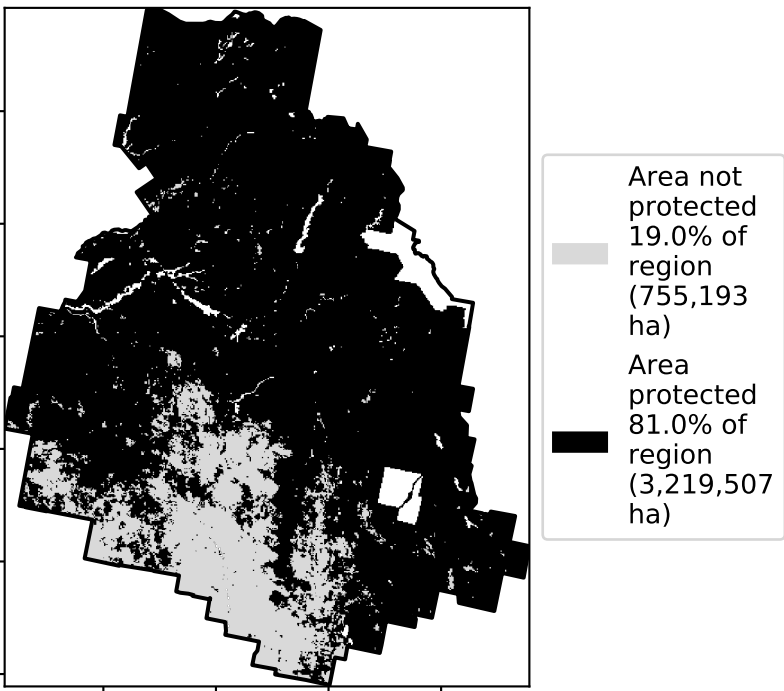 Area not
protected
19.0% of
region
(755,193
ha)
Area
protected
81.0% of
region
(3,219,507
ha)